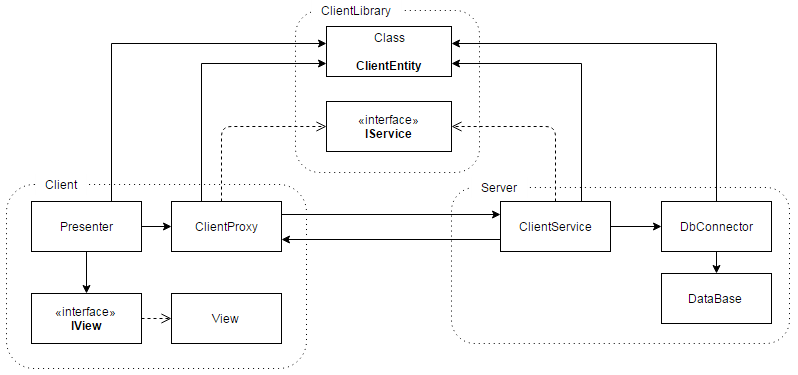 ClientLibrary
Class
ClientEntity
«interface»
IService
Client
Server
Presenter
ClientProxy
ClientService
DbConnector
«interface»
IView
View
DataBase